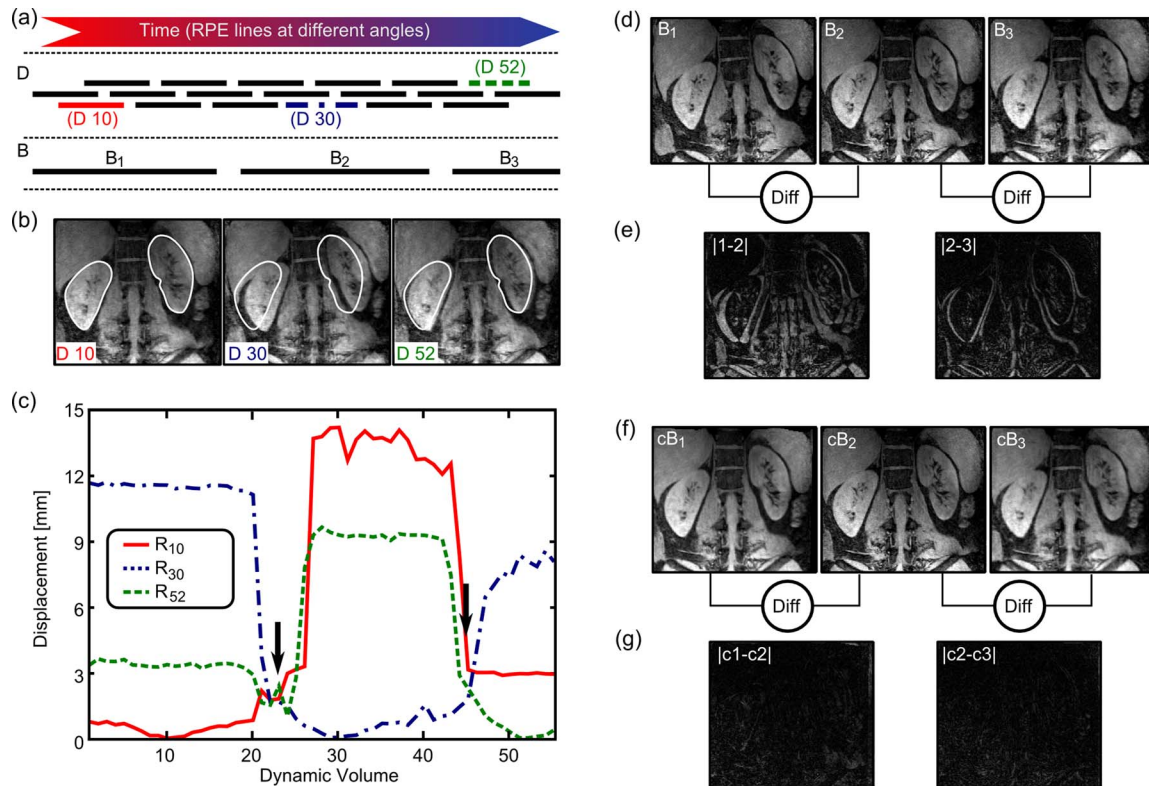 (a)
Time (RPE lines at different angles)
D
(D 52)
(D 10)
(D 30)
B
B1
B2
B3
(b)
D 10
D 30
D 52
(c)
15
12
9
6
3
0
Displacement [mm]
R10
R30
R52
10
20
30
40
50
Dynamic Volume
(d)
B1
B2
B3
Diff
Diff
(e)
|1-2|
|2-3|
(f)
cB1
cB2
cB3
Diff
Diff
(g)
|c1-c2|
|c2-c3|